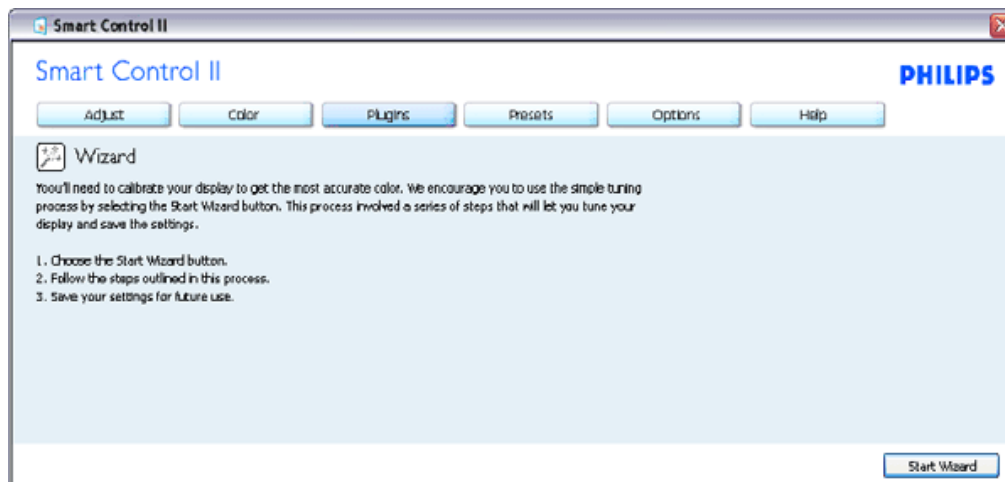 Smart Control II
Smart Control II
PHILIPS
Adjust Color Plugins Presets Options Help
Wizard
Yoou'll need to calibrate your display to get the most accurate color. We encourage you to use the simple tuning
process by selecting the Start Wizard button. This process involved a series of steps that will let you tune your
display and save the settings.
1. Choose the Start Wizard button.
2. Follow the steps outlined in this process.
3. Save your settings for future use.
Start Wizard